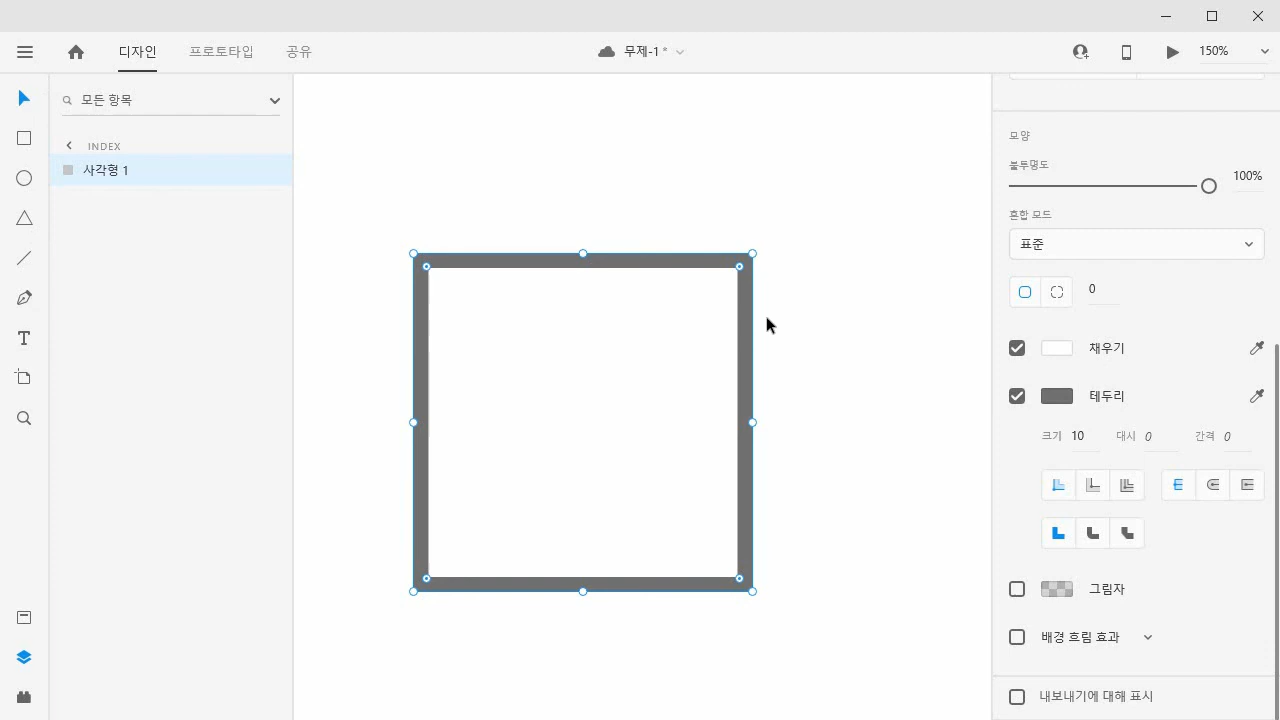 디자인 프로토타입 공유 무제-1 * 150%
모든 항목
INDEX
사각형 1
모양
불투명도
100%
혼합 모드
표준
0
채우기
테두리
크기 10 대시 0 간격 0
그림자
배경 흐림 효과
내보내기에 대해 표시